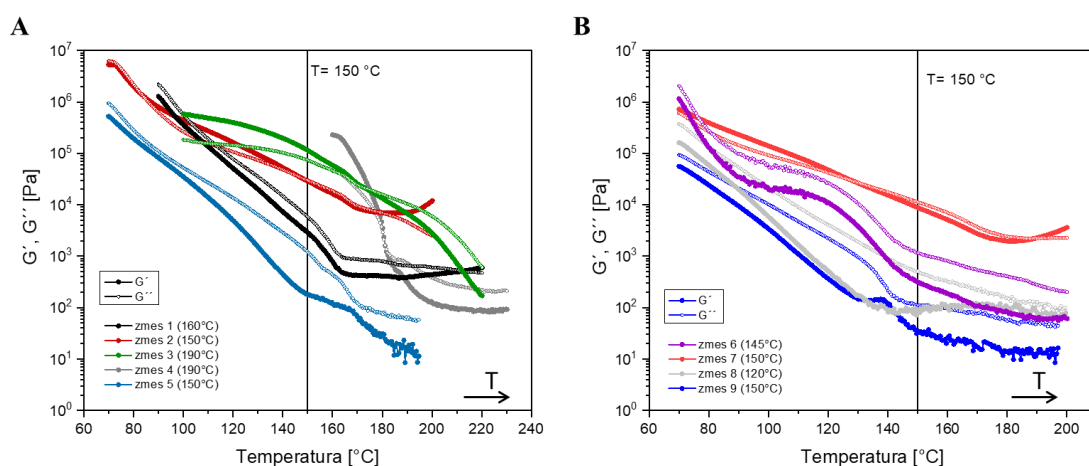 A
B
10⁷
10⁶
10⁵
10⁴
10³
10²
10¹
10⁰
G´, G´´ [Pa]
T= 150 °C
G´
G´´
zmes 1 (160°C)
zmes 2 (150°C)
zmes 3 (190°C)
zmes 4 (190°C)
zmes 5 (150°C)
T
60 80 100 120 140 160 180 200 220 240
Temperatura [°C]
10⁷
10⁶
10⁵
10⁴
10³
10²
10¹
10⁰
G´, G´´ [Pa]
T= 150 °C
G´
G´´
zmes 6 (145°C)
zmes 7 (150°C)
zmes 8 (120°C)
zmes 9 (150°C)
T
60 80 100 120 140 160 180 200
Temperatura [°C]